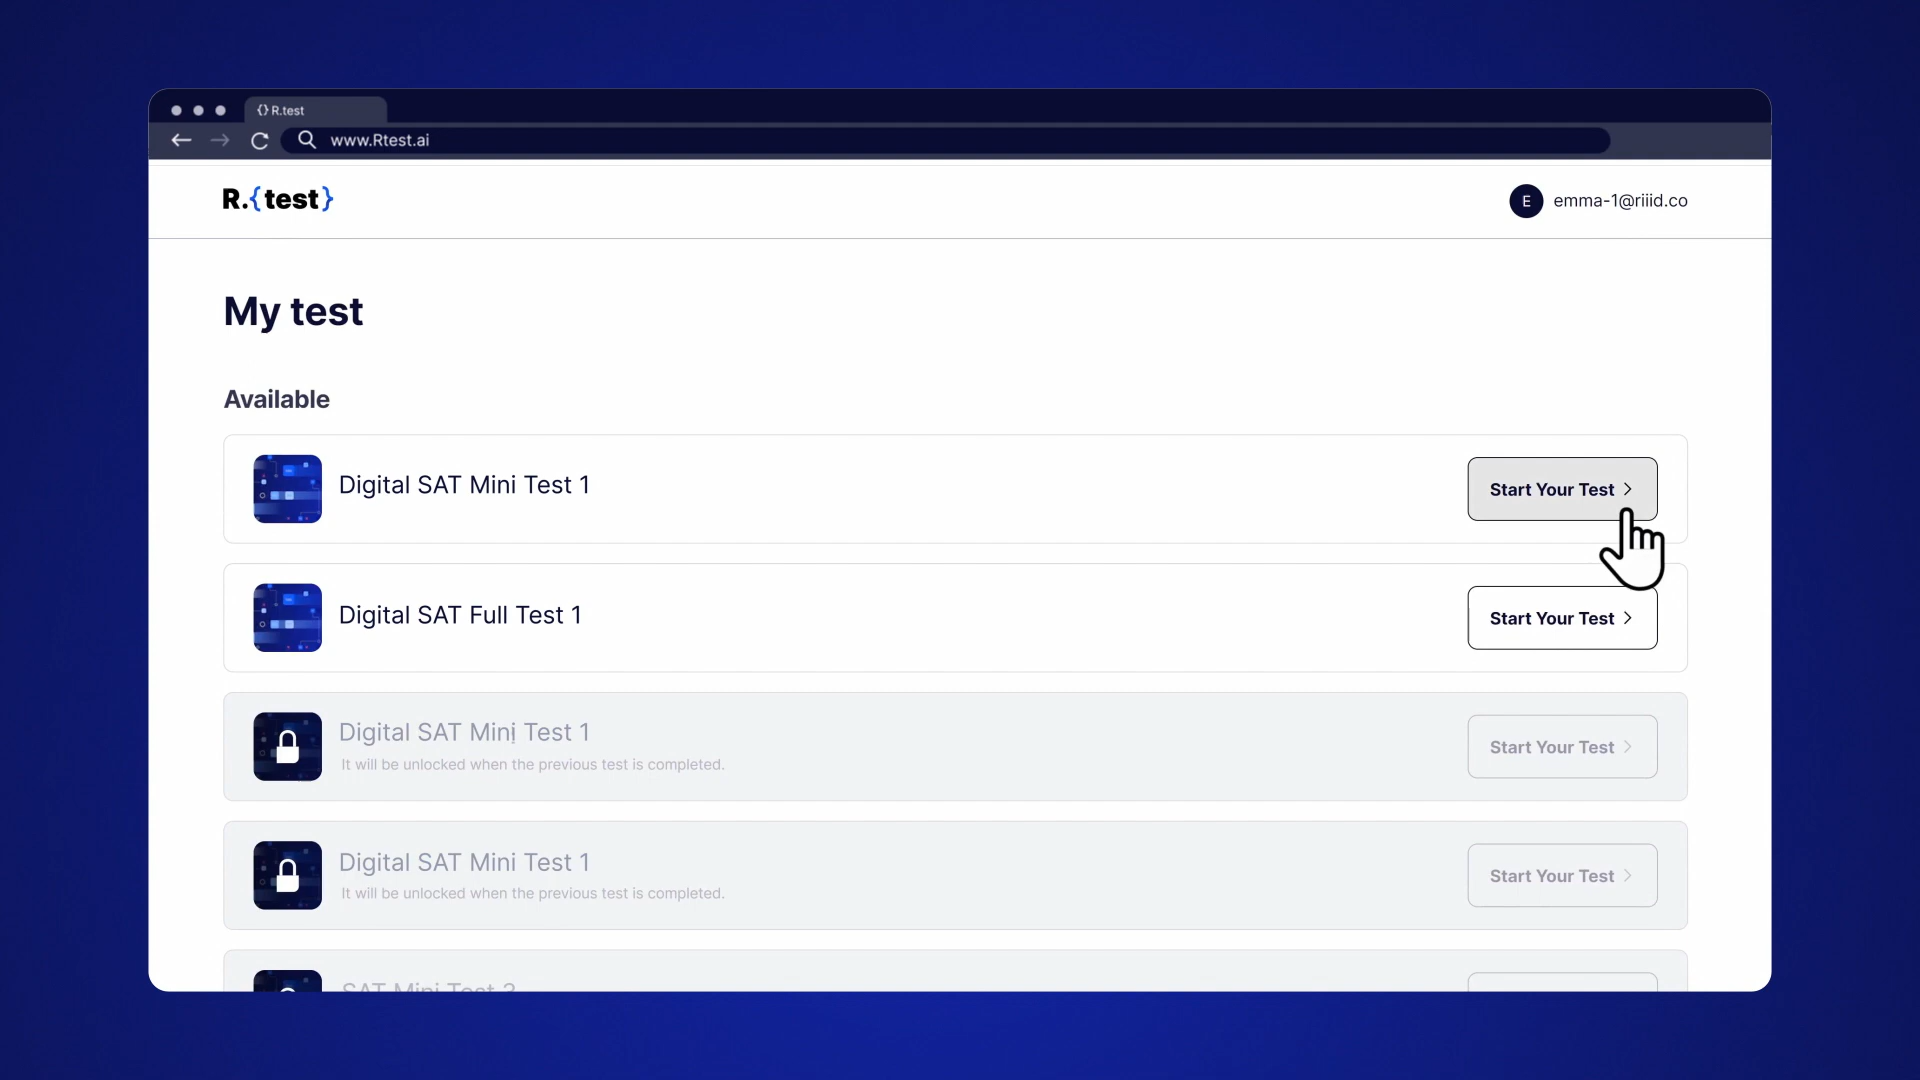 {} R.test
www.Rtest.ai
R.{test}
E emma-1@riiid.co
My test
Available
Digital SAT Mini Test 1
Start Your Test >
Digital SAT Full Test 1
Start Your Test >
Digital SAT Mini Test 1
It will be unlocked when the previous test is completed.
Start Your Test >
Digital SAT Mini Test 1
It will be unlocked when the previous test is completed.
Start Your Test >
SAT Mini Test